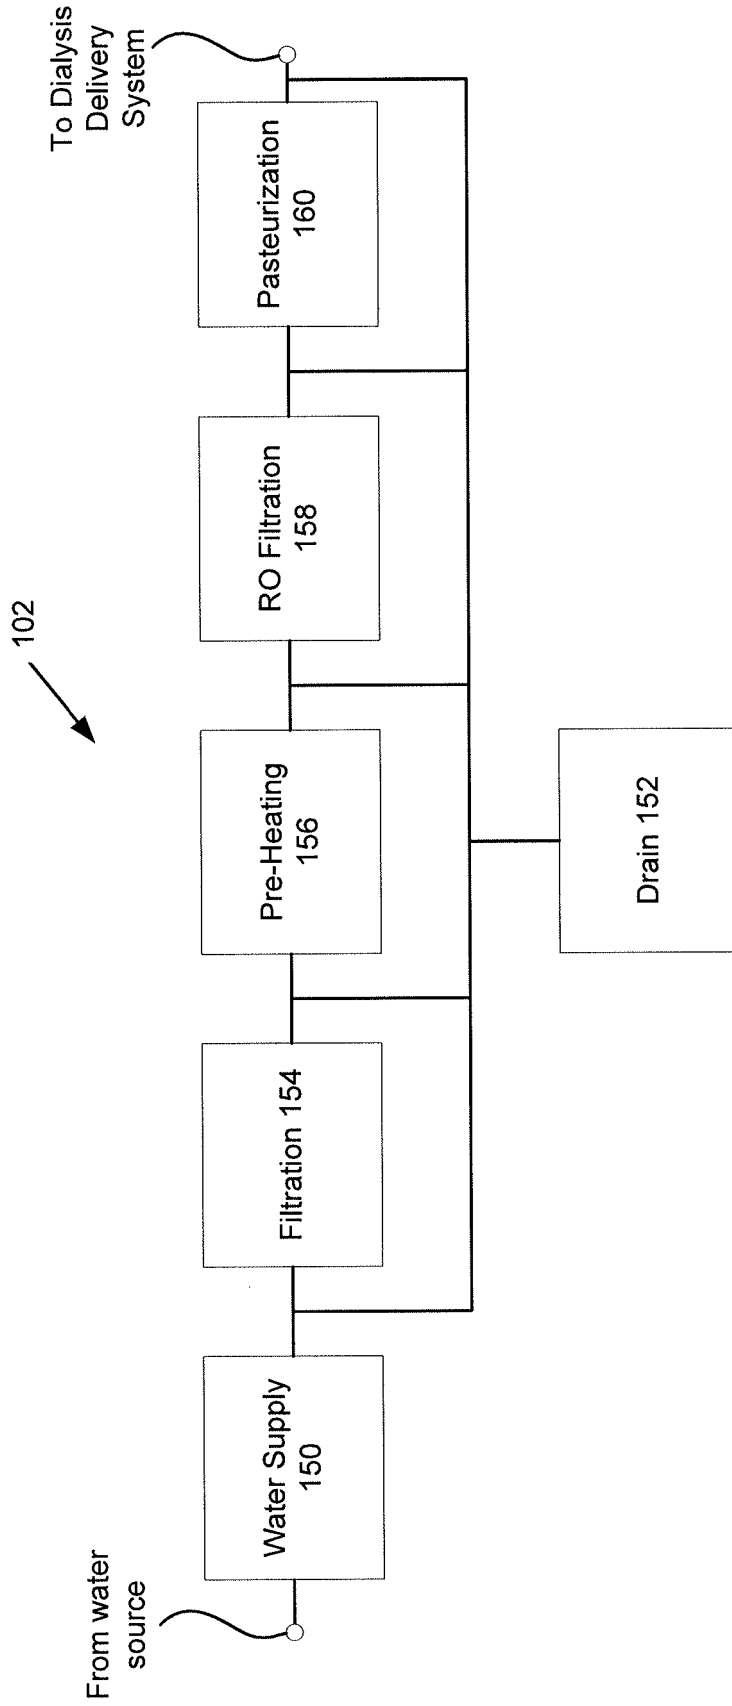 102
From water
source
Water Supply
150
Filtration 154
Pre-Heating
156
RO Filtration
158
Pasteurization
160
To Dialysis
Delivery
System
Drain 152